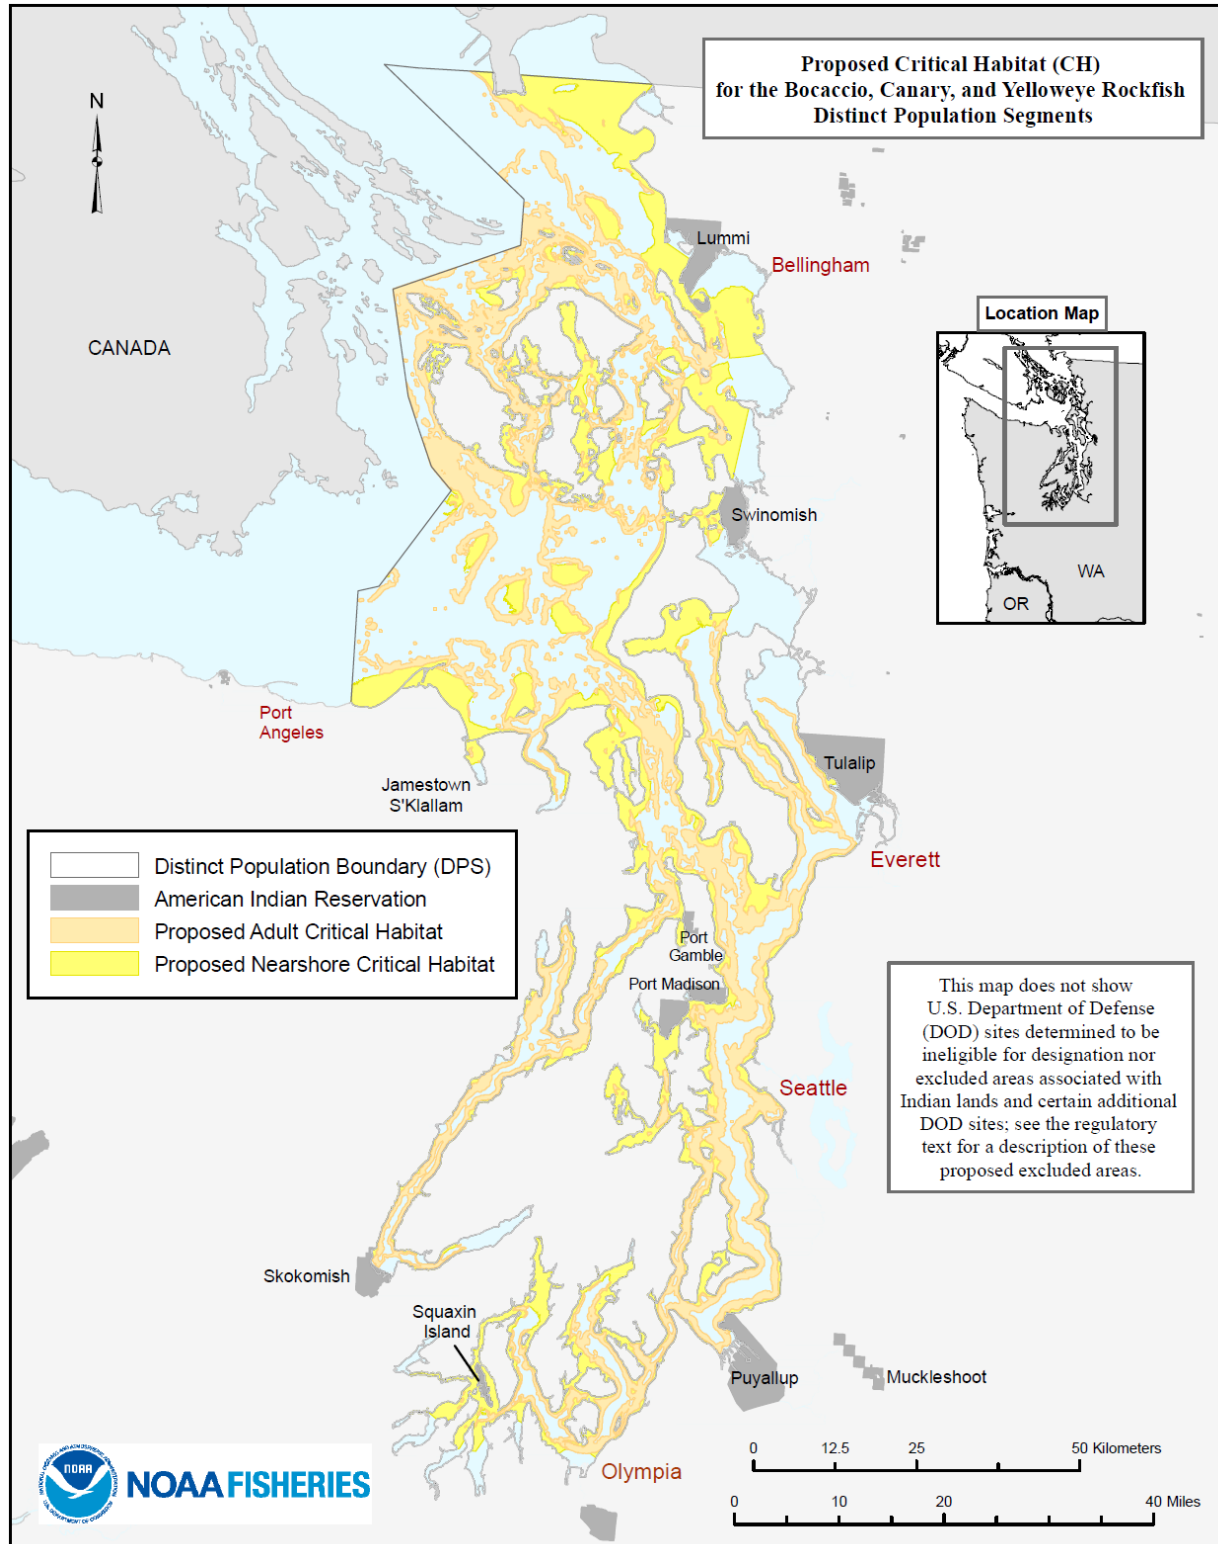 Proposed Critical Habitat (CH)
for the Bocaccio, Canary, and Yelloweye Rockfish
Distinct Population Segments
N
Lummi
Bellingham
Location Map
CANADA
WA
OR
Swinomish
Port
Angeles
Jamestown
S'Klallam
Tulalip
Everett
Distinct Population Boundary (DPS)
American Indian Reservation
Proposed Adult Critical Habitat
Proposed Nearshore Critical Habitat
Port
Gamble
Port Madison
This map does not show
U.S. Department of Defense
(DOD) sites determined to be
ineligible for designation nor
excluded areas associated with
Indian lands and certain additional
DOD sites; see the regulatory
text for a description of these
proposed excluded areas.
Seattle
Skokomish
Squaxin
Island
Puyallup
Muckleshoot
Olympia
0 12.5 25 50 Kilometers
0 10 20 40 Miles
NOAA
NOAA FISHERIES